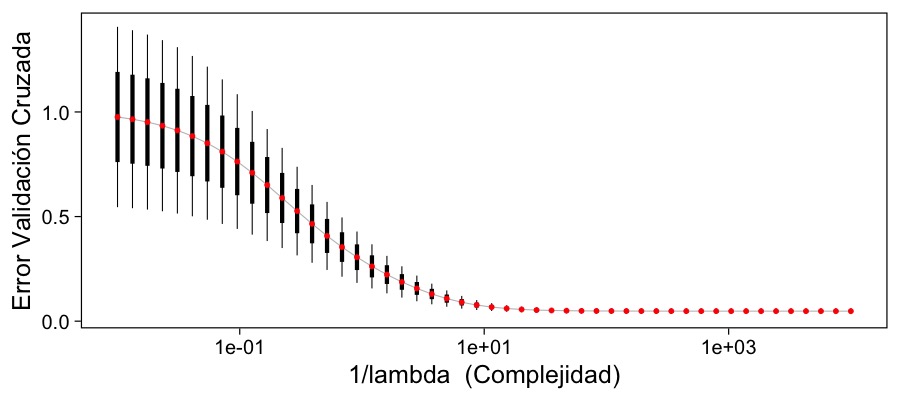 Error Validación Cruzada
1.0
0.5
0.0
1e-01
1e+01
1e+03
1/lambda  (Complejidad)